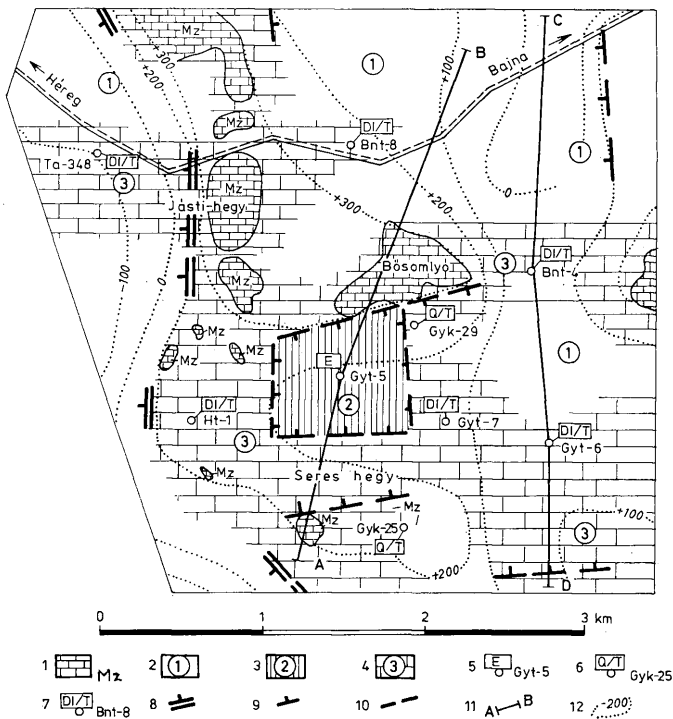 Mz
+300
+200
+100
C
B
Bajna
Héreg
1
1
1
Mz
DI/T
Bnt-8
Ta-348
DI/T
3
Mz
Jásti-hegy
+300
+200
0
-100
0
Mz
Bősomlyó
3
DI/T
Bnt-4
Q/T
Gyk-29
Mz
Mz
Mz
E
Gyt-5
2
1
DI/T
Ht-1
3
DI/T
Gyt-7
DI/T
Gyt-6
Mz
Seres hegy
Mz
Mz
Gyk-25
Q/T
+200
A
+100
3
D
0 1 2 3 km
1 Mz 2 1 3 2 4 3 5 E Gyt-5 6 Q/T Gyk-25
7 DI/T Bnt-8 8 9 10 11 A B 12 -200